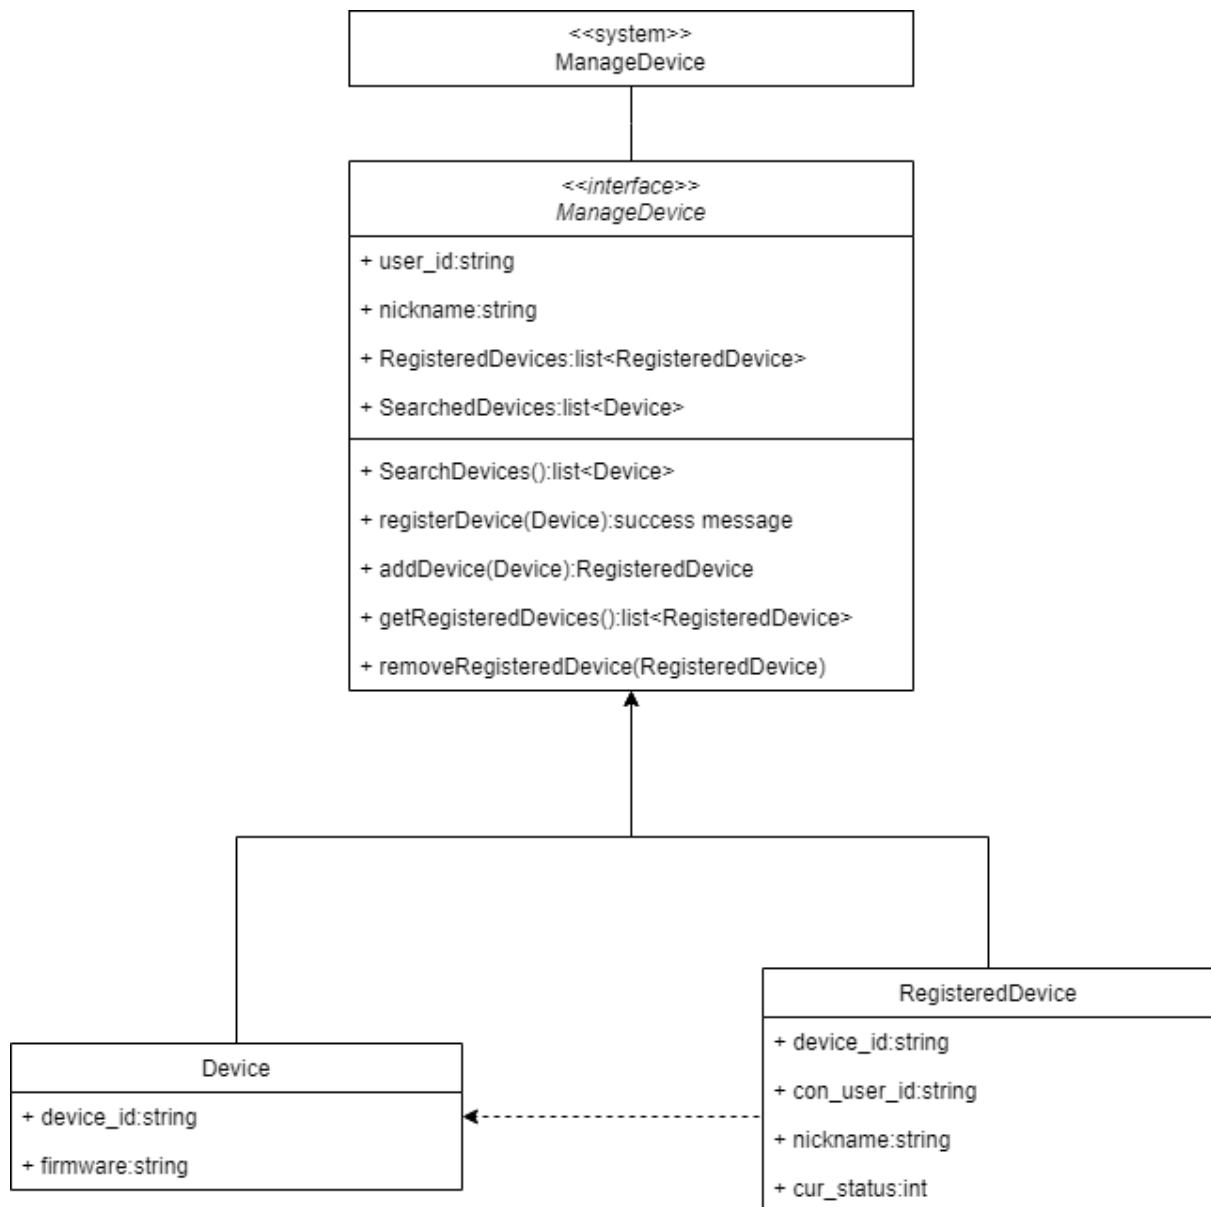 <<system>>
ManageDevice
<<interface>>
ManageDevice
+ user_id:string
+ nickname:string
+ RegisteredDevices:list<RegisteredDevice>
+ SearchedDevices:list<Device>
+ SearchDevices():list<Device>
+ registerDevice(Device):success message
+ addDevice(Device):RegisteredDevice
+ getRegisteredDevices():list<RegisteredDevice>
+ removeRegisteredDevice(RegisteredDevice)
Device
+ device_id:string
+ firmware:string
RegisteredDevice
+ device_id:string
+ con_user_id:string
+ nickname:string
+ cur_status:int